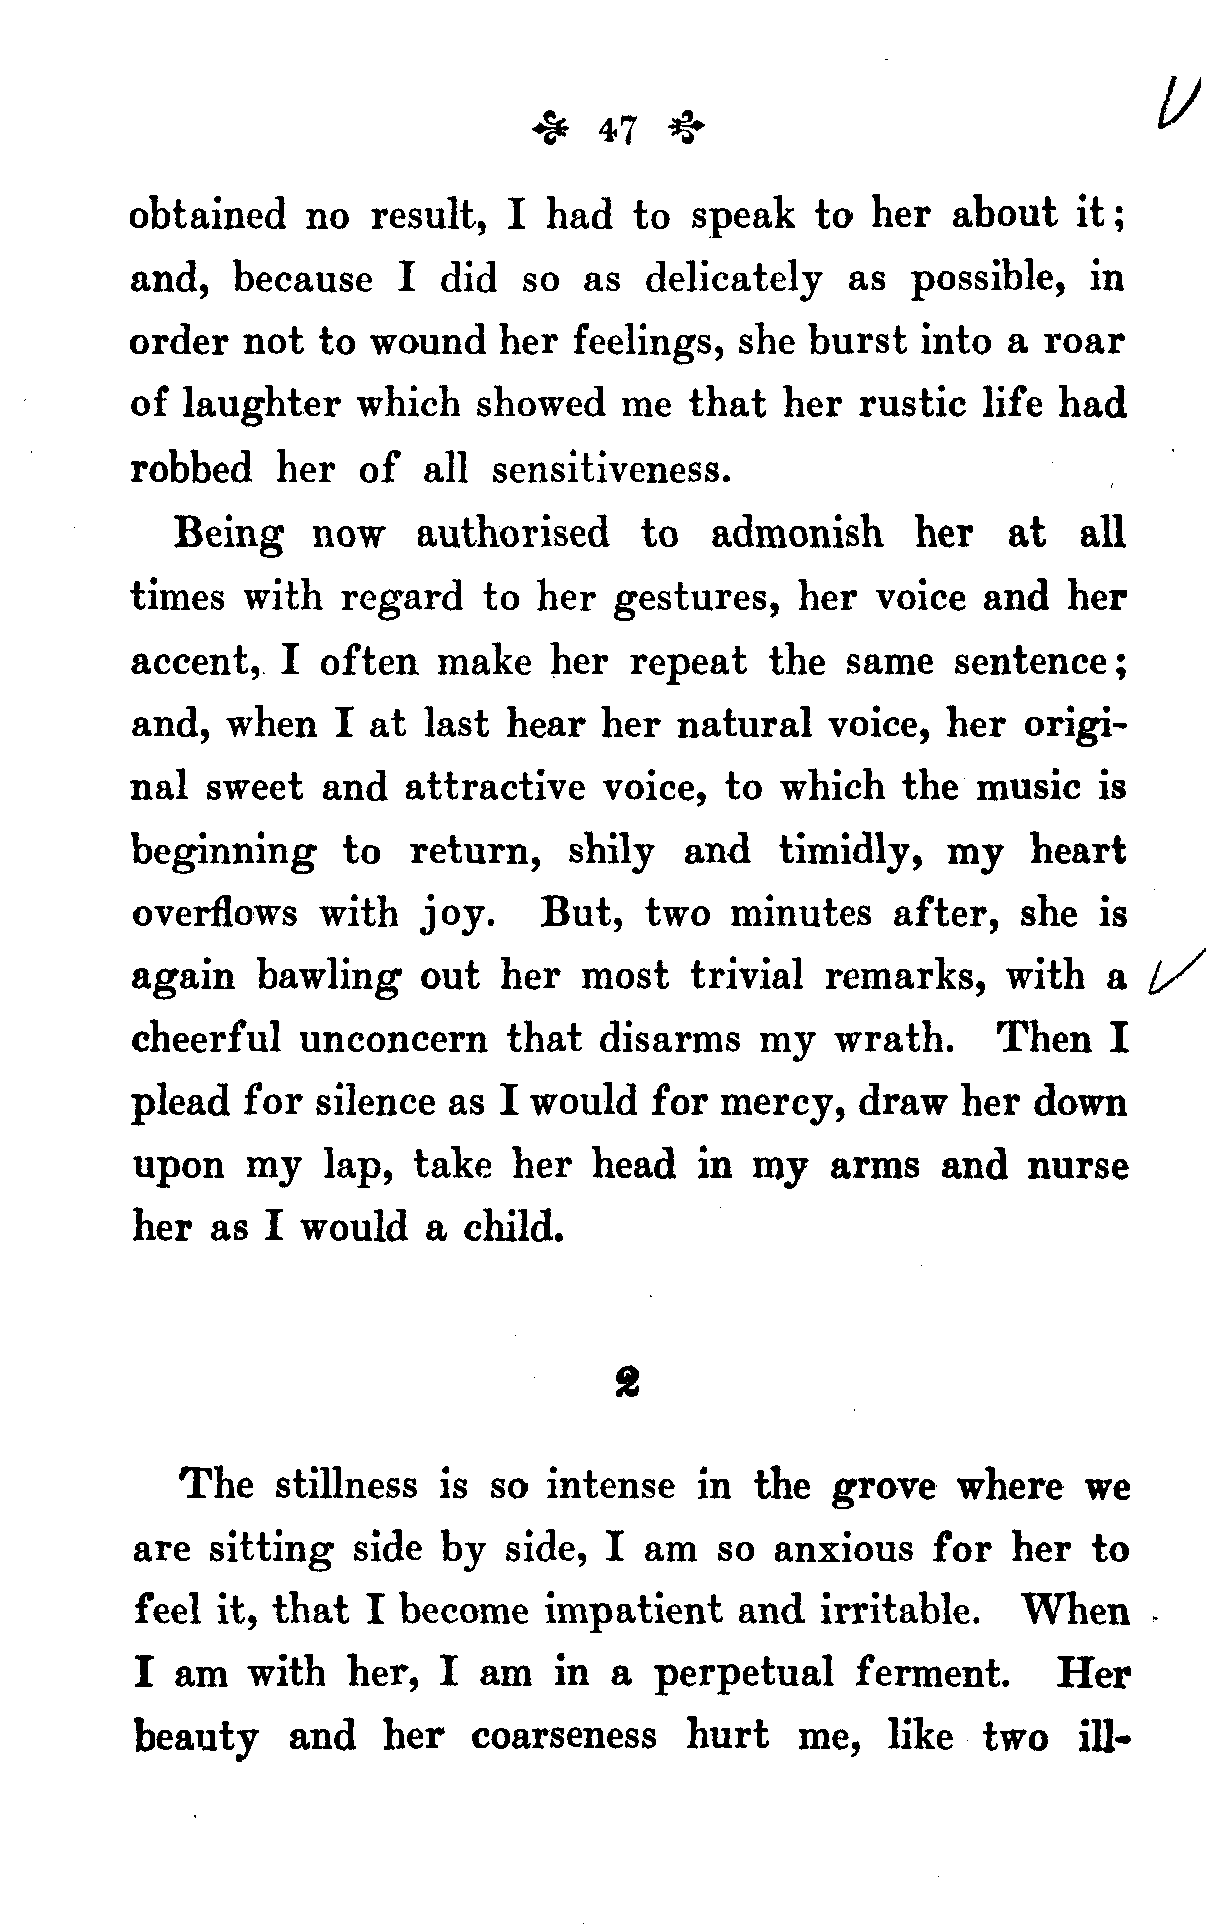 47
obtained no result, I had to speak to her about it;
and, because I did so as delicately as possible, in
order not to wound her feelings, she burst into a roar
of laughter which showed me that her rustic life had
robbed her of all sensitiveness.
Being now authorised to admonish her at all
times with regard to her gestures, her voice and her
accent, I often make her repeat the same sentence;
and, when I at last hear her natural voice, her origi-
nal sweet and attractive voice, to which the music is
beginning to return, shily and timidly, my heart
overflows with joy. But, two minutes after, she is
again bawling out her most trivial remarks, with a
cheerful unconcern that disarms my wrath. Then I
plead for silence as I would for mercy, draw her down
upon my lap, take her head in my arms and nurse
her as I would a child.
2
The stillness is so intense in the grove where we
are sitting side by side, I am so anxious for her to
feel it, that I become impatient and irritable. When
I am with her, I am in a perpetual ferment. Her
beauty and her coarseness hurt me, like two ill-